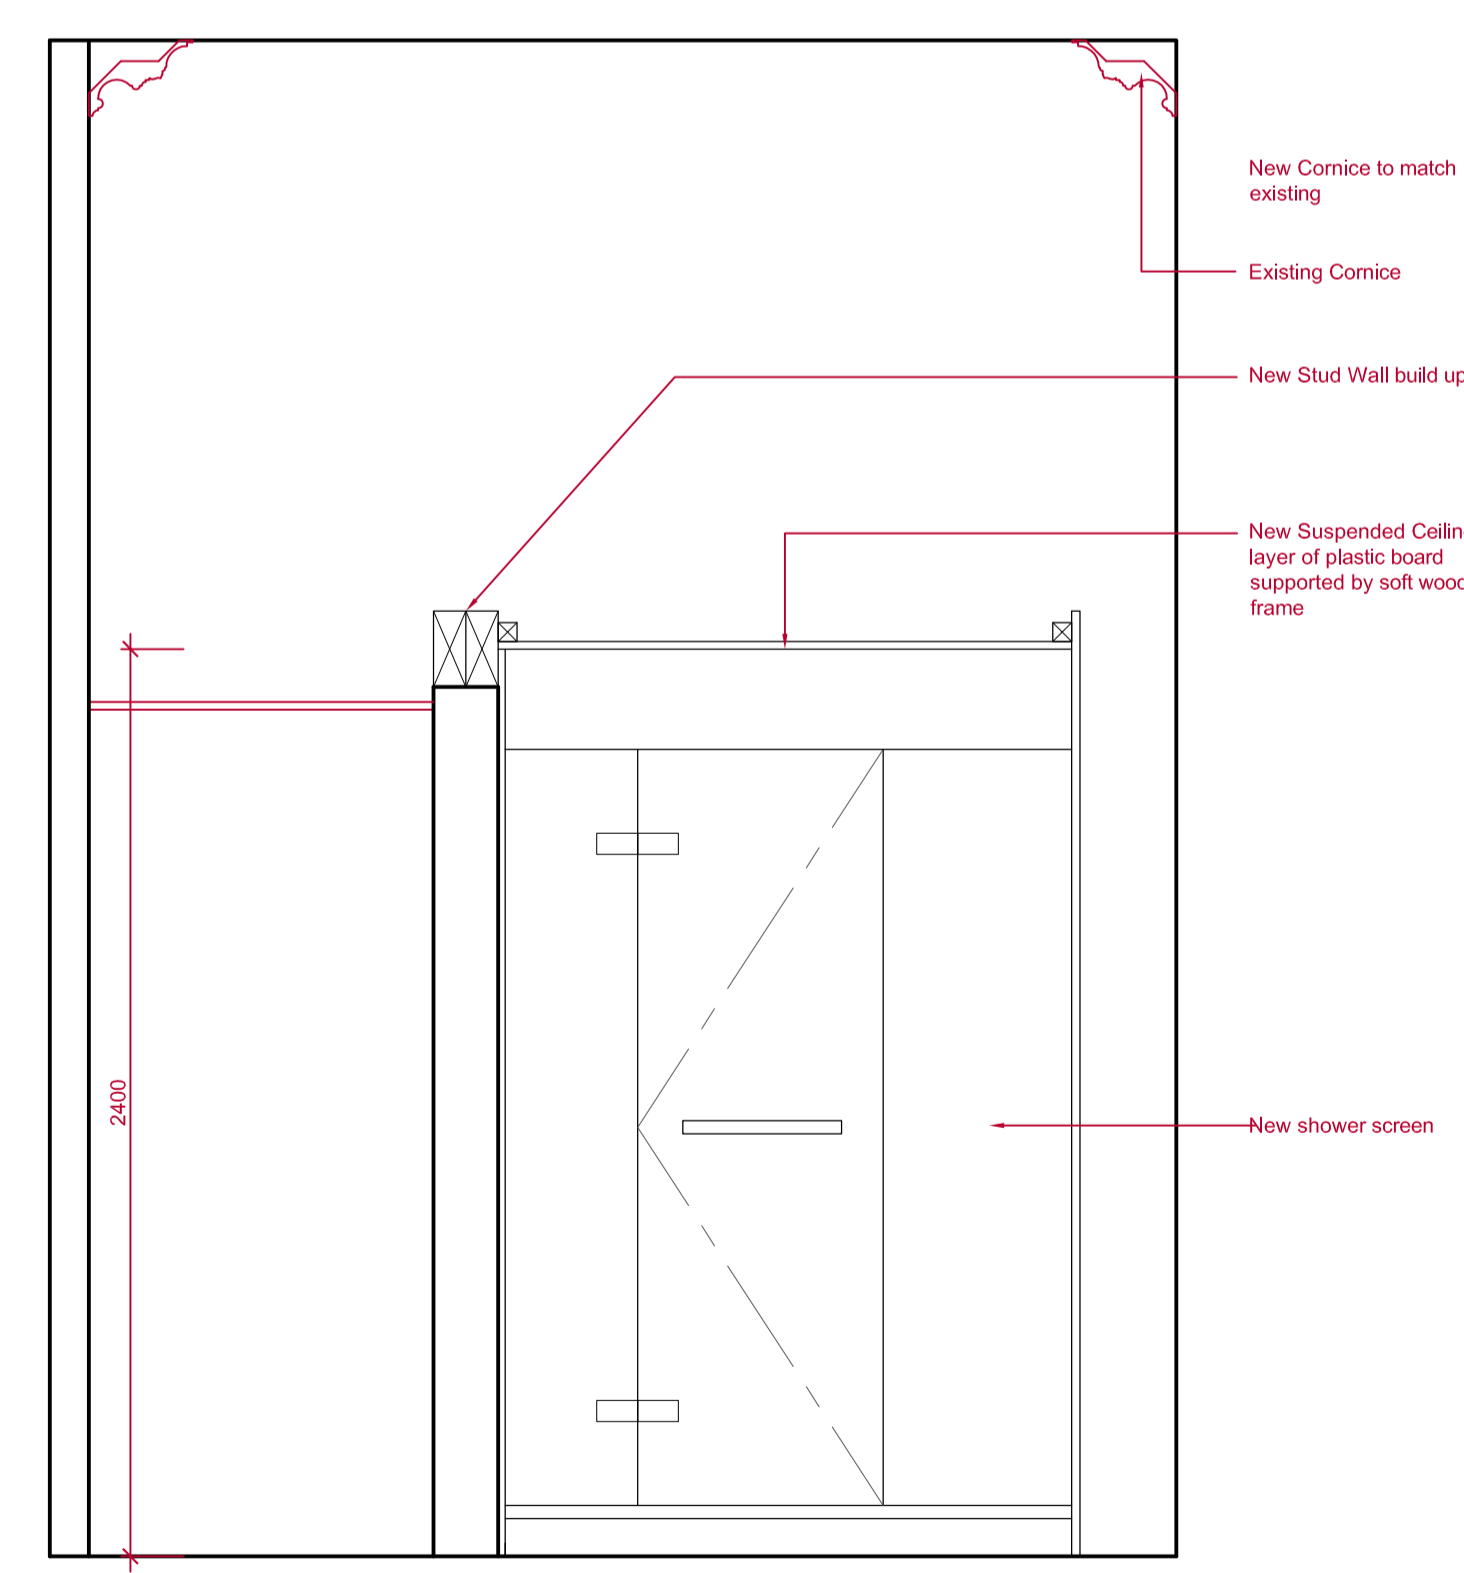 New Cornice to match
existing
Existing Cornice
New Stud Wall build up
New Suspended Ceilin
layer of plastic board
supported by soft wood
frame
2400
New shower screen